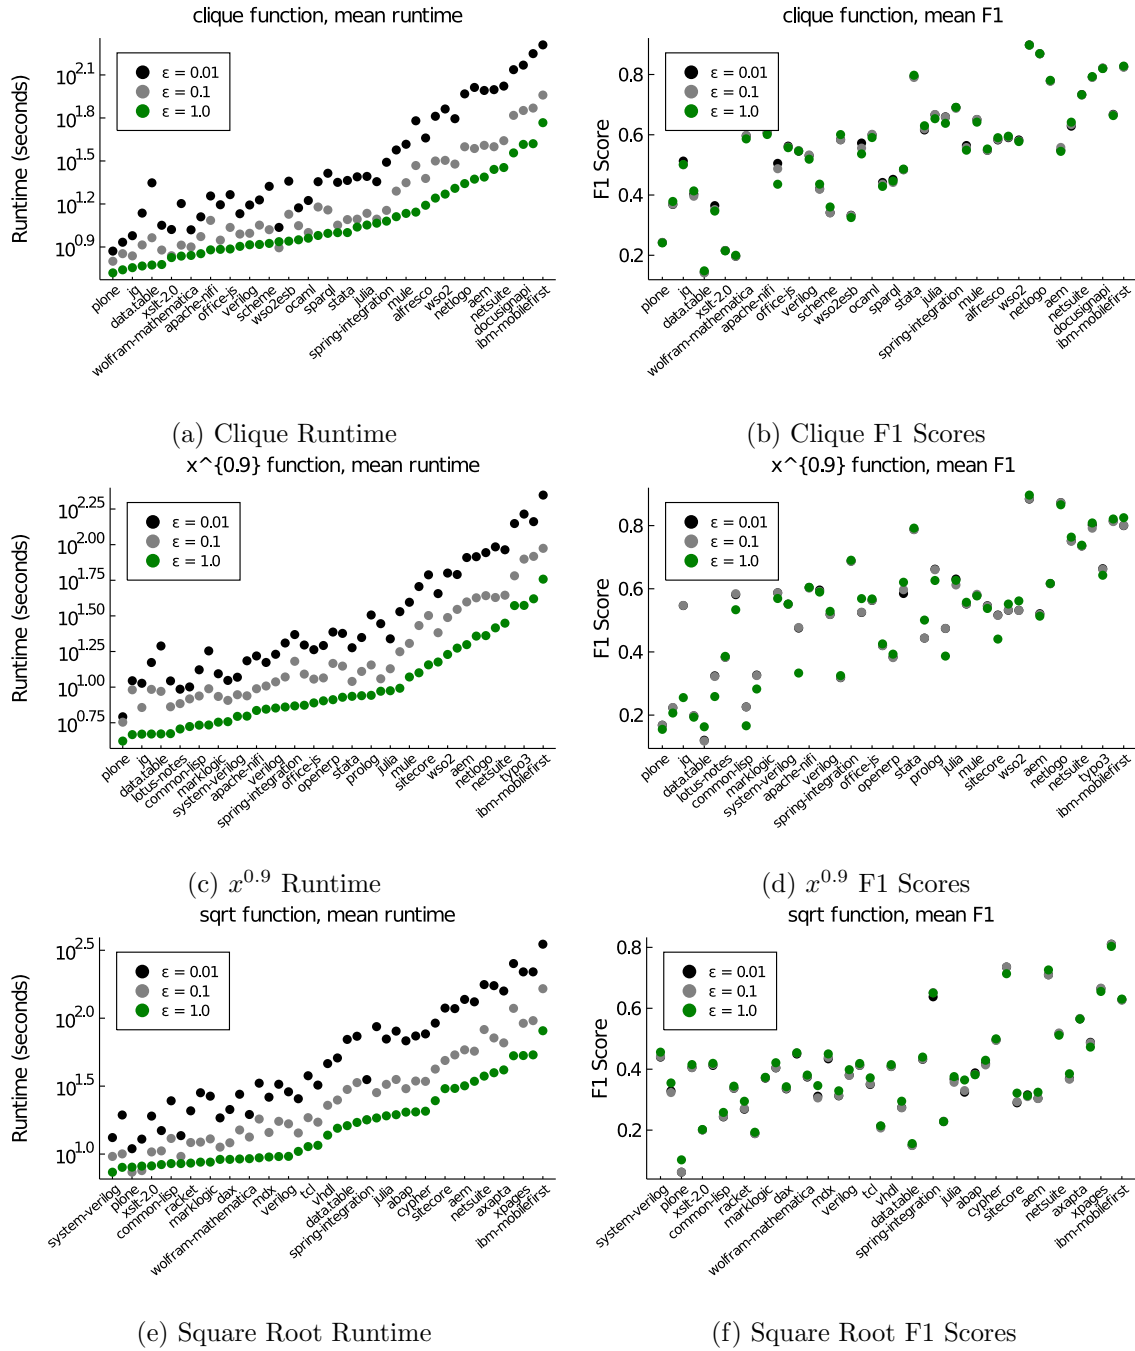 clique function, mean runtime
Runtime (seconds)
10^{2.1}
10^{1.8}
10^{1.5}
10^{1.2}
10^{0.9}
ε = 0.01
ε = 0.1
ε = 1.0
plone
jq
data.table
xslt-2.0
wolfram-mathematica
apache-nifi
office-js
verilog
scheme
wso2esb
ocaml
sparql
stata
julia
spring-integration
mule
alfresco
wso2
netlogo
aem
netsuite
docusignapi
ibm-mobilefirst
(a) Clique Runtime
clique function, mean F1
F1 Score
0.8
0.6
0.4
0.2
ε = 0.01
ε = 0.1
ε = 1.0
plone
jq
data.table
xslt-2.0
wolfram-mathematica
apache-nifi
office-js
verilog
scheme
wso2esb
ocaml
sparql
stata
julia
spring-integration
mule
alfresco
wso2
netlogo
aem
netsuite
docusignapi
ibm-mobilefirst
(b) Clique F1 Scores
x^{0.9} function, mean runtime
Runtime (seconds)
10^{2.25}
10^{2.00}
10^{1.75}
10^{1.50}
10^{1.25}
10^{1.00}
10^{0.75}
ε = 0.01
ε = 0.1
ε = 1.0
plone
jq
data.table
lotus-notes
common-lisp
marklogic
system-verilog
apache-nifi
verilog
spring-integration
office-js
openerp
stata
prolog
julia
mule
sitecore
wso2
aem
netlogo
netsuite
typo3
ibm-mobilefirst
(c) x^{0.9} Runtime
x^{0.9} function, mean F1
F1 Score
0.8
0.6
0.4
0.2
ε = 0.01
ε = 0.1
ε = 1.0
plone
jq
data.table
lotus-notes
common-lisp
marklogic
system-verilog
apache-nifi
verilog
spring-integration
office-js
openerp
stata
prolog
julia
mule
sitecore
wso2
aem
netlogo
netsuite
typo3
ibm-mobilefirst
(d) x^{0.9} F1 Scores
sqrt function, mean runtime
Runtime (seconds)
10^{2.5}
10^{2.0}
10^{1.5}
10^{1.0}
ε = 0.01
ε = 0.1
ε = 1.0
system-verilog
plone
xslt-2.0
common-lisp
racket
marklogic
dax
wolfram-mathematica
mdx
verilog
tcl
vhdl
data.table
spring-integration
julia
abap
cypher
sitecore
aem
netsuite
axapta
xpages
ibm-mobilefirst
(e) Square Root Runtime
sqrt function, mean F1
F1 Score
0.8
0.6
0.4
0.2
ε = 0.01
ε = 0.1
ε = 1.0
system-verilog
plone
xslt-2.0
common-lisp
racket
marklogic
dax
wolfram-mathematica
mdx
verilog
tcl
vhdl
data.table
spring-integration
julia
abap
cypher
sitecore
aem
netsuite
axapta
xpages
ibm-mobilefirst
(f) Square Root F1 Scores